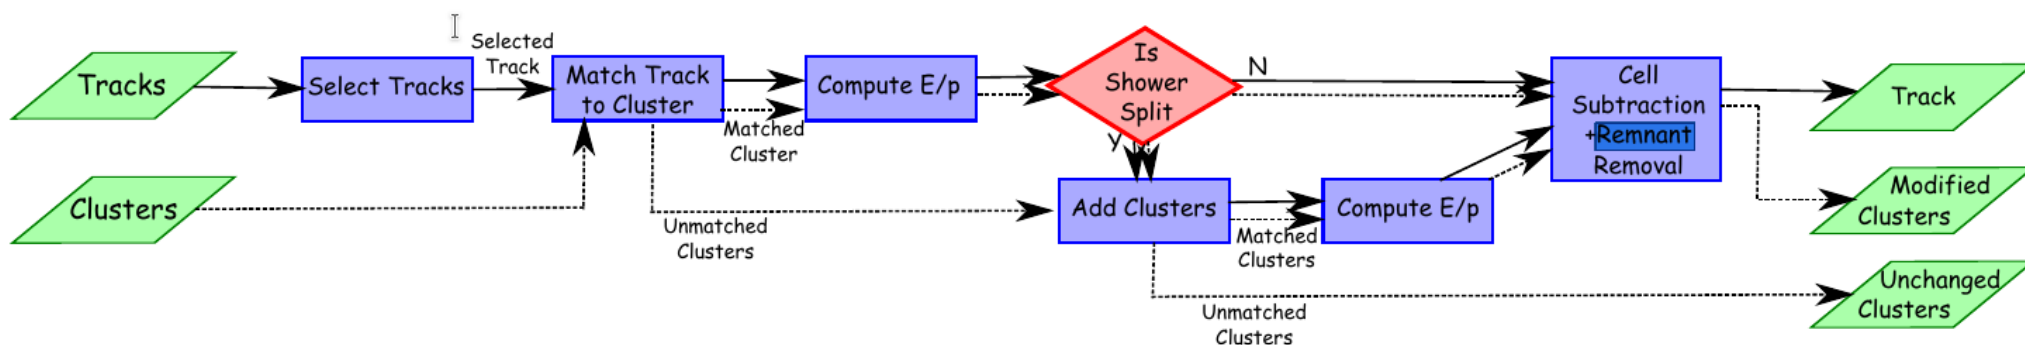 Tracks
Select Tracks
Selected
Track
Match Track
to Cluster
Matched
Cluster
Compute E/p
Is
Shower
Split
N
Y
Cell
Subtraction
+Remnant
Removal
Track
Clusters
Unmatched
Clusters
Add Clusters
Matched
Clusters
Compute E/p
Modified
Clusters
Unmatched
Clusters
Unchanged
Clusters